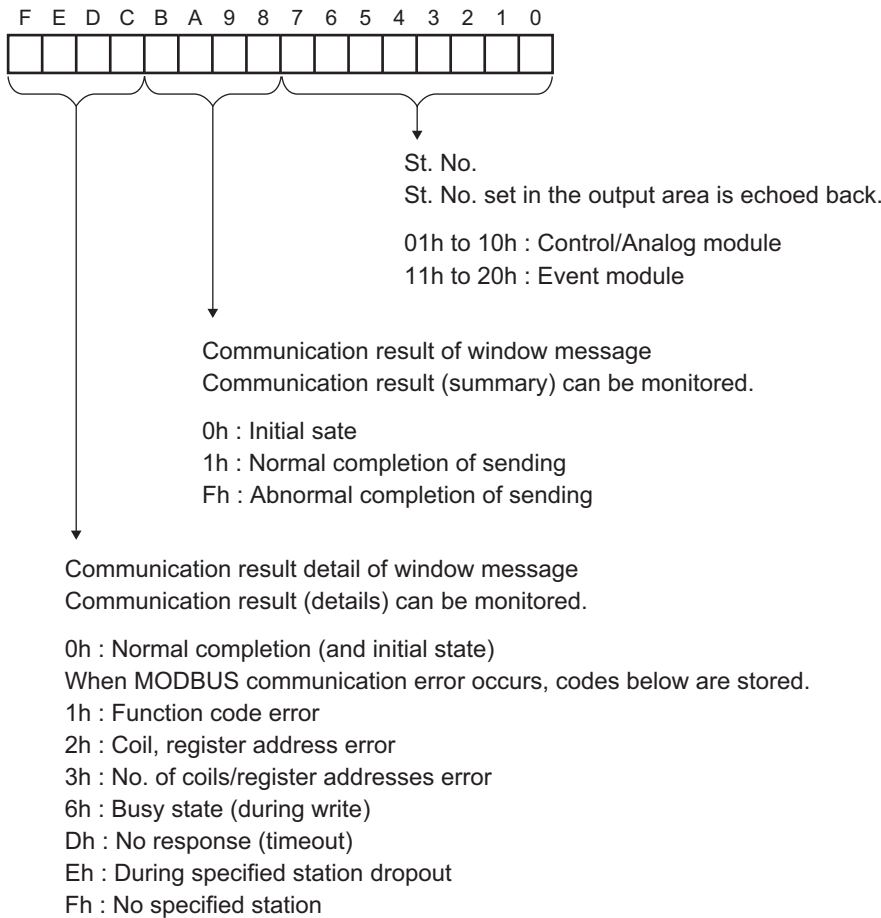 F E D C B A 9 8 7 6 5 4 3 2 1 0
St. No.
St. No. set in the output area is echoed back.
01h to 10h : Control/Analog module
11h to 20h : Event module
Communication result of window message
Communication result (summary) can be monitored.
0h : Initial sate
1h : Normal completion of sending
Fh : Abnormal completion of sending
Communication result detail of window message
Communication result (details) can be monitored.
0h : Normal completion (and initial state)
When MODBUS communication error occurs, codes below are stored.
1h : Function code error
2h : Coil, register address error
3h : No. of coils/register addresses error
6h : Busy state (during write)
Dh : No response (timeout)
Eh : During specified station dropout
Fh : No specified station